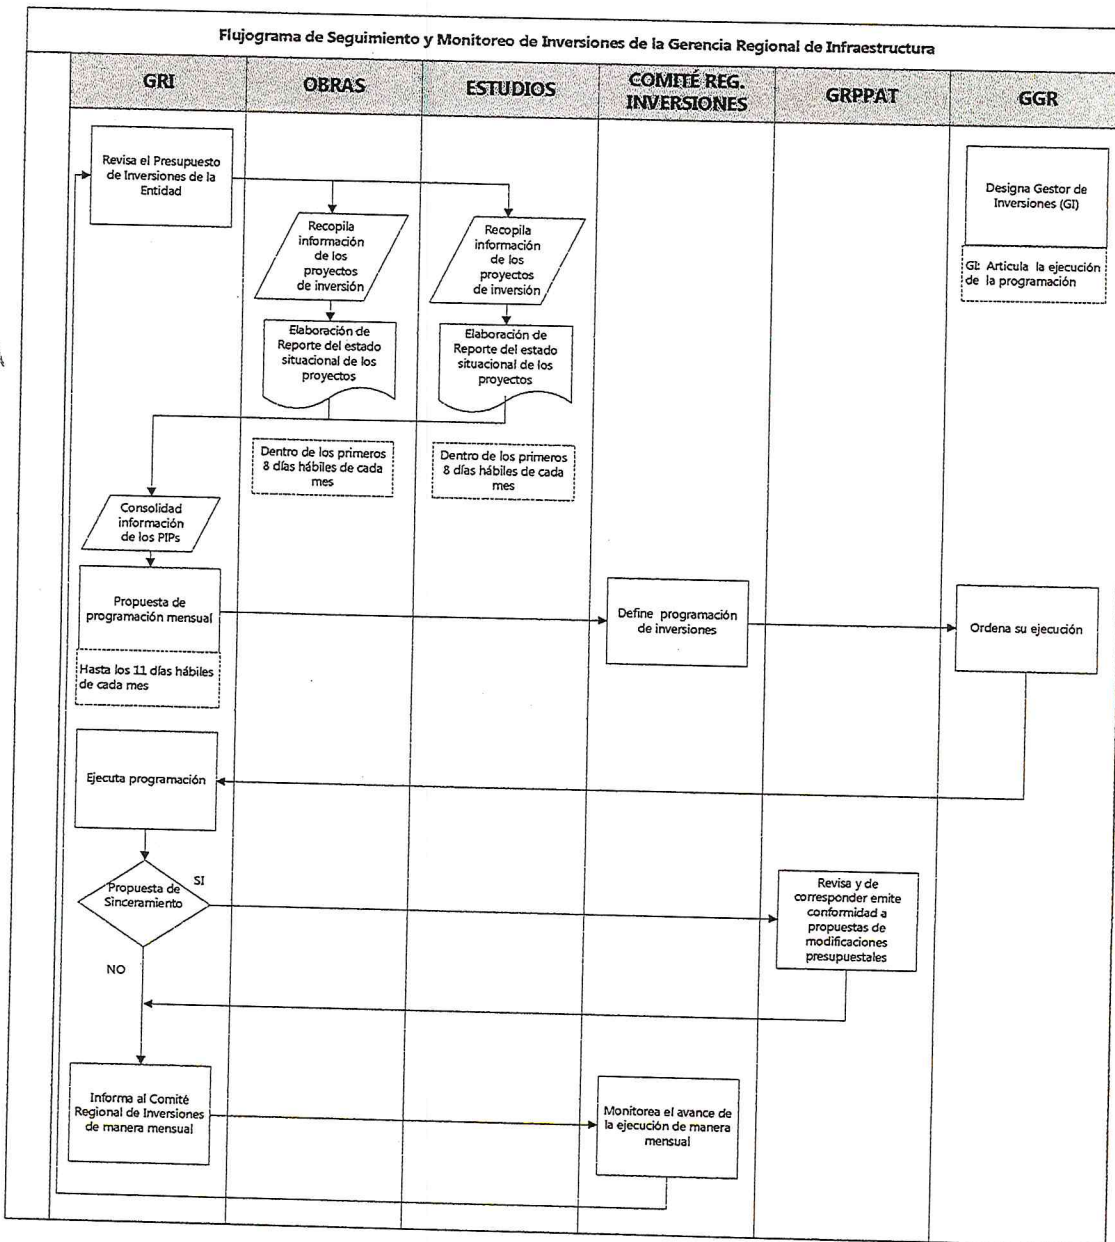 Flujograma de Seguimiento y Monitoreo de Inversiones de la Gerencia Regional de Infraestructura
GRI
OBRAS
ESTUDIOS
COMITÉ REG.
INVERSIONES
GRPPAT
GGR
Revisa el Presupuesto
de Inversiones de la
Entidad
Designa Gestor de
Inversiones (GI)
GI: Articula la ejecución
de la programación
Recopila
información
de los
proyectos
de inversión
Recopila
información
de los
proyectos
de inversión
Elaboración de
Reporte del estado
situacional de los
proyectos
Elaboración de
Reporte del estado
situacional de los
proyectos
Dentro de los primeros
8 días hábiles de cada
mes
Dentro de los primeros
8 días hábiles de cada
mes
Consolidad
información
de los PIPs
Propuesta de
programación mensual
Hasta los 11 días hábiles
de cada mes
Define programación
de inversiones
Ordena su ejecución
Ejecuta programación
Propuesta de
Sinceramiento
SI
NO
Revisa y de
corresponder emite
conformidad a
propuestas de
modificaciones
presupuestales
Informa al Comité
Regional de Inversiones
de manera mensual
Monitorea el avance de
la ejecución de manera
mensual